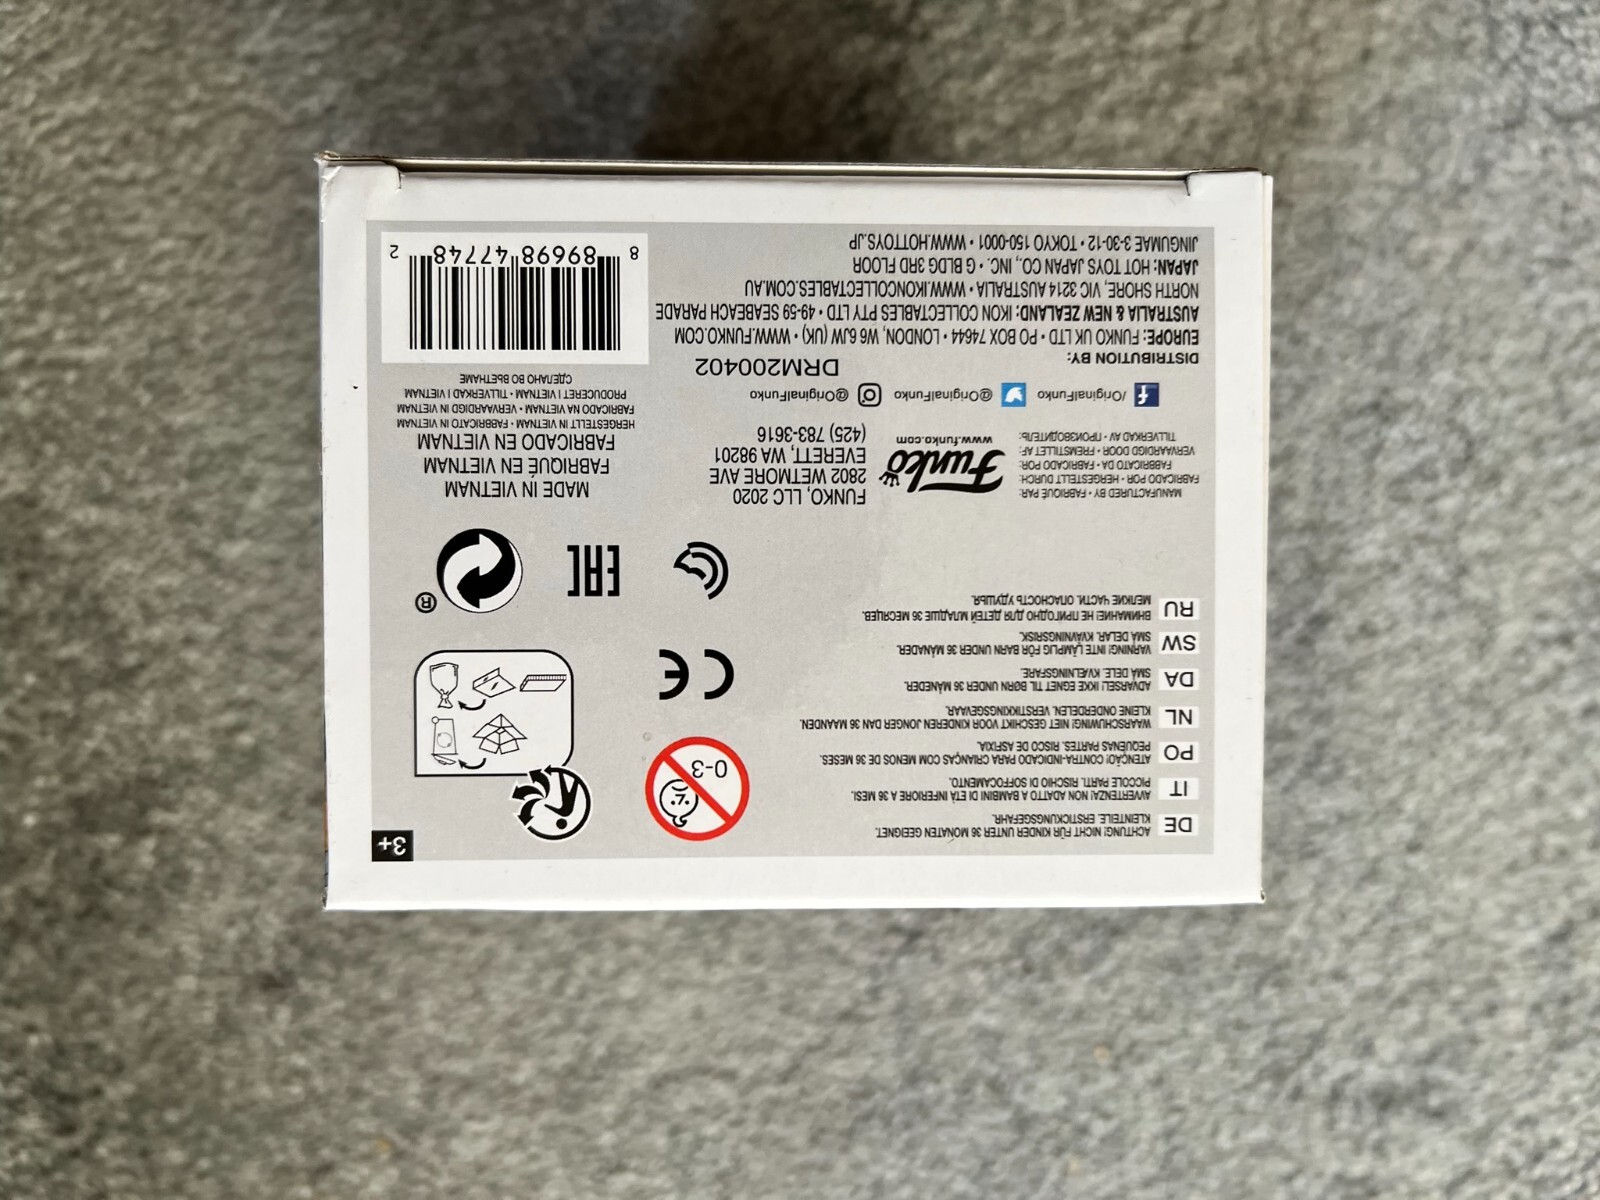 3+
DE
ACHTUNG! NICHT FÜR KINDER UNTER 36 MONATEN GEEIGNET.
KLEINTEILE. ERSTICKUNGSGEFAHR.
IT
AVVERTENZA! NON ADATTO A BAMBINI DI ETÀ INFERIORE A 36 MESI.
PICCOLE PARTI. RISCHIO DI SOFFOCAMENTO.
PO
ATENÇÃO! CONTRA-INDICADO PARA CRIANÇAS COM MENOS DE 36 MESES.
PEQUENAS PARTES. RISCO DE ASFIXIA.
NL
WAARSCHUWING! NIET GESCHIKT VOOR KINDEREN JONGER DAN 36 MAANDEN.
KLEINE ONDERDELEN. VERSTIKKINGSGEVAAR.
DA
ADVARSEL! IKKE EGNET TIL BØRN UNDER 36 MÅNEDER.
SMÅ DELE. KVÆLNINGSFARE.
SW
VARNING! INTE LÄMPLIG FÖR BARN UNDER 36 MÅNADER.
SMÅ DELAR. KVÄVNINGSRISK.
RU
ВНИМАНИЕ! НЕ ПРИГОДНО ДЛЯ ДЕТЕЙ МЛАДШЕ 36 МЕСЯЦЕВ.
МЕЛКИЕ ЧАСТИ. ОПАСНОСТЬ УДУШЬЯ.
0-3
CE
EAC
®
MANUFACTURED BY • FABRIQUÉ PAR:
FABRICADO POR • HERGESTELLT DURCH:
FABBRICATO DA • FABRICADO POR:
VERVAARDIGD DOOR • FREMSTILLET AF:
TILLVERKAD AV • ПРОИЗВОДИТЕЛЬ:
Funko
www.funko.com
FUNKO, LLC 2020
2802 WETMORE AVE
EVERETT, WA 98201
(425) 783-3616
MADE IN VIETNAM
FABRIQUÉ EN VIETNAM
FABRICADO EN VIETNAM
HERGESTELLT IN VIETNAM • FABBRICATO IN VIETNAM
FABRICADO NA VIETNAM • VERVAARDIGD IN VIETNAM
PRODUCERET I VIETNAM • TILLVERKAD I VIETNAM
СДЕЛАНО ВО ВЬЕТНАМЕ
/OriginalFunko
@OriginalFunko
@OriginalFunko
DRM200402
DISTRIBUTION BY:
EUROPE: FUNKO UK LTD • PO BOX 74644 • LONDON, W6 6JW (UK) • WWW.FUNKO.COM
AUSTRALIA & NEW ZEALAND: IKON COLLECTABLES PTY LTD • 49-59 SEABEACH PARADE
NORTH SHORE, VIC 3214 AUSTRALIA • WWW.IKONCOLLECTABLES.COM.AU
JAPAN: HOT TOYS JAPAN CO., INC. • G BLDG 3RD FLOOR
JINGUMAE 3-30-12 • TOKYO 150-0001 • WWW.HOTTOYS.JP
8 89698 47748 2